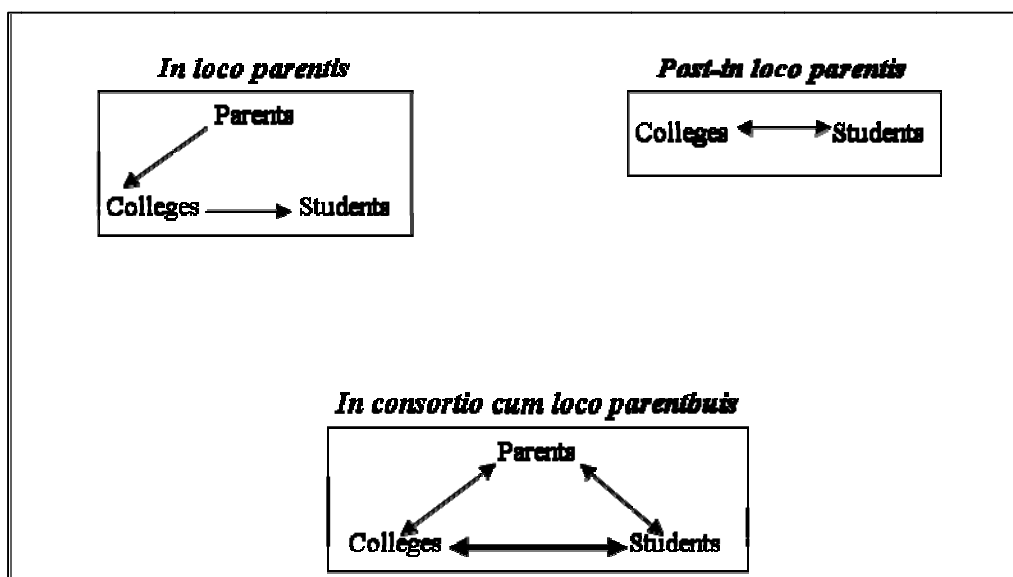 In loco parentis
Parents
Colleges
Students
Post-in loco parentis
Colleges
Students
In consortio cum loco parentbuis
Parents
Colleges
Students